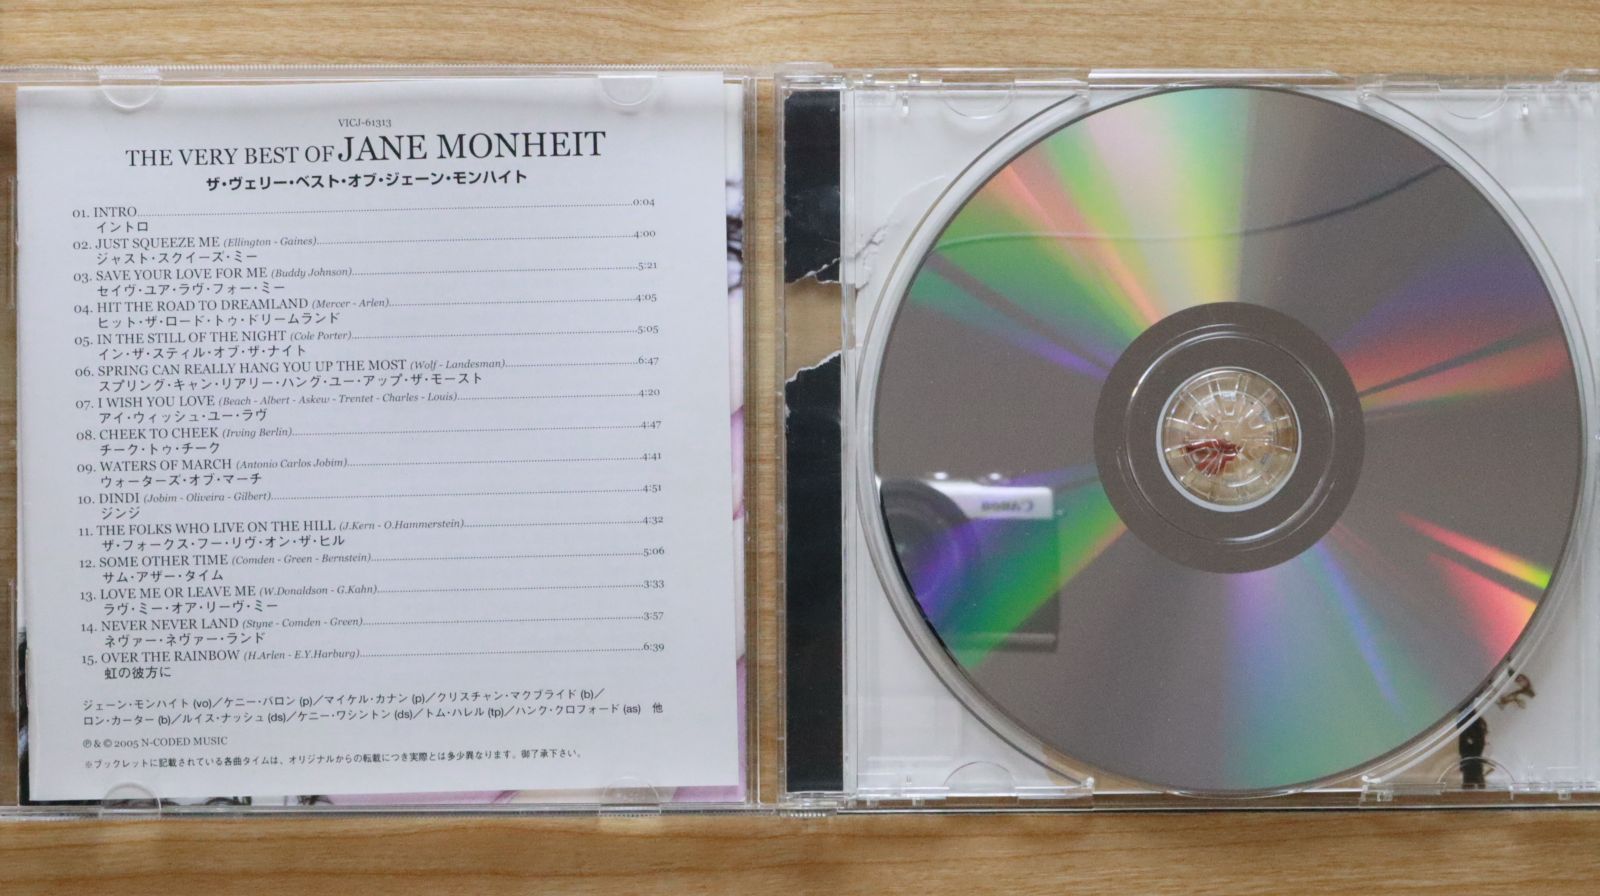 VICJ-61313
THE VERY BEST OF JANE MONHEIT
ザ・ヴェリー・ベスト・オブ・ジェーン・モンハイト
01. INTRO 0:04
イントロ
02. JUST SQUEEZE ME (Ellington - Gaines) 4:00
ジャスト・スクイーズ・ミー
03. SAVE YOUR LOVE FOR ME (Buddy Johnson) 5:21
セイヴ・ユア・ラヴ・フォー・ミー
04. HIT THE ROAD TO DREAMLAND (Mercer - Arlen) 4:05
ヒット・ザ・ロード・トゥ・ドリームランド
05. IN THE STILL OF THE NIGHT (Cole Porter) 5:05
イン・ザ・スティル・オブ・ザ・ナイト
06. SPRING CAN REALLY HANG YOU UP THE MOST (Wolf - Landesman) 6:47
スプリング・キャン・リアリー・ハング・ユー・アップ・ザ・モースト
07. I WISH YOU LOVE (Beach - Albert - Askew - Trentet - Charles - Louis) 4:20
アイ・ウィッシュ・ユー・ラヴ
08. CHEEK TO CHEEK (Irving Berlin) 4:47
チーク・トゥ・チーク
09. WATERS OF MARCH (Antonio Carlos Jobim) 4:41
ウォーターズ・オブ・マーチ
10. DINDI (Jobim - Oliveira - Gilbert) 4:51
ジンジ
11. THE FOLKS WHO LIVE ON THE HILL (J.Kern - O.Hammerstein) 4:32
ザ・フォークス・フー・リヴ・オン・ザ・ヒル
12. SOME OTHER TIME (Comden - Green - Bernstein) 5:06
サム・アザー・タイム
13. LOVE ME OR LEAVE ME (W.Donaldson - G.Kahn) 3:33
ラヴ・ミー・オア・リーヴ・ミー
14. NEVER NEVER LAND (Styne - Comden - Green) 3:57
ネヴァー・ネヴァー・ランド
15. OVER THE RAINBOW (H.Arlen - E.Y.Harburg) 6:39
虹の彼方に
ジェーン・モンハイト (vo)／ケニー・バロン (p)／マイケル・カナン (p)／クリスチャン・マクブライド (b)／
ロン・カーター (b)／ルイス・ナッシュ (ds)／ケニー・ワシントン (ds)／トム・ハレル (tp)／ハンク・クロフォード (as)　他
℗ & © 2005 N-CODED MUSIC
※ブックレットに記載されている各曲タイムは、オリジナルからの転載につき実際とは多少異なります。御了承下さい。
Canon